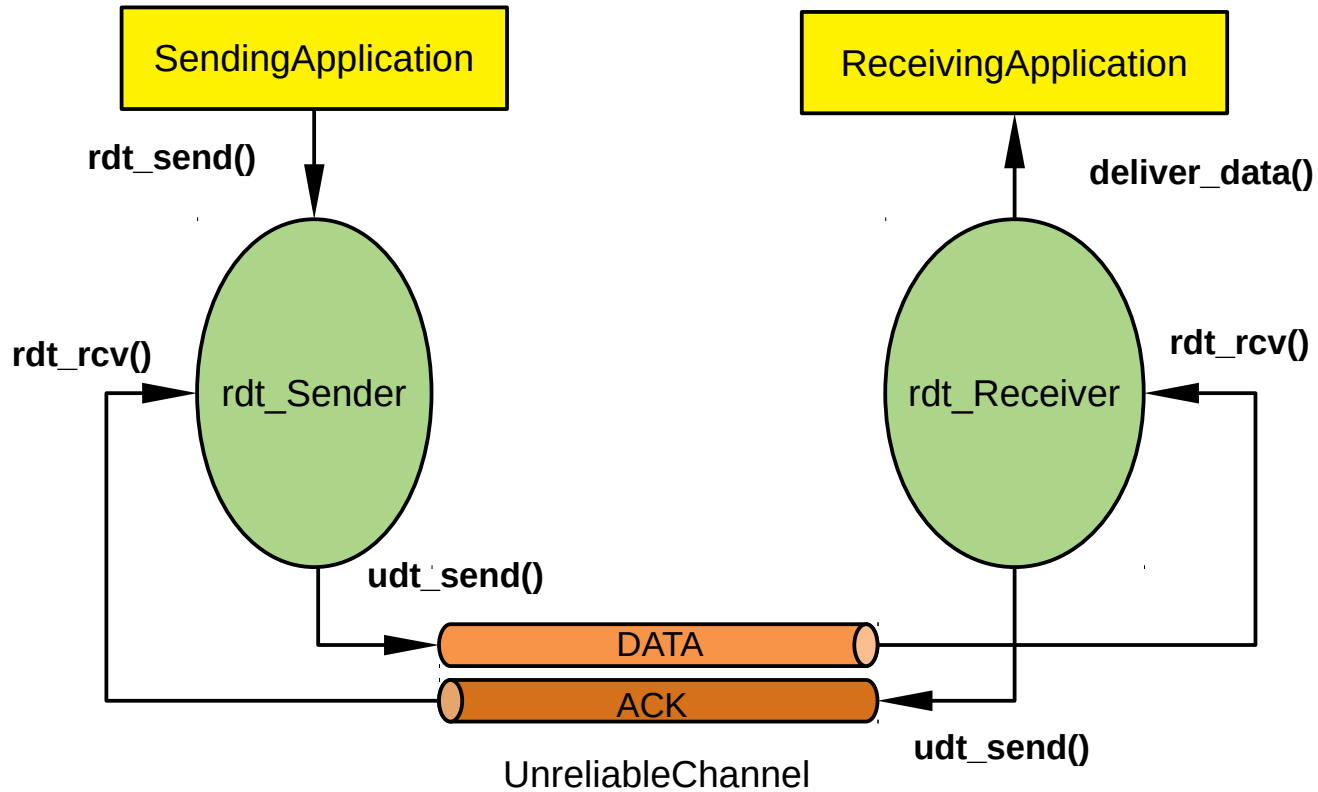 SendingApplication
ReceivingApplication
rdt_send()
deliver_data()
rdt_rcv()
rdt_rcv()
rdt_Sender
rdt_Receiver
udt_send()
DATA
ACK
udt_send()
UnreliableChannel